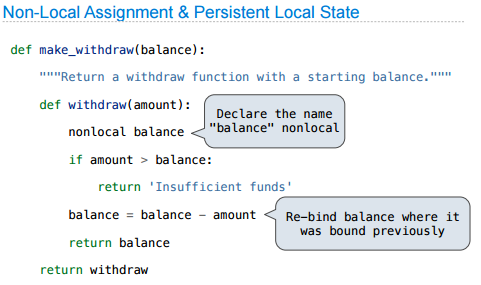 Non-Local Assignment & Persistent Local State
def make_withdraw(balance):
"""Return a withdraw function with a starting balance."""
def withdraw(amount):
nonlocal balance
Declare the name
"balance" nonlocal
if amount > balance:
return 'Insufficient funds'
balance = balance - amount
Re-bind balance where it
was bound previously
return balance
return withdraw